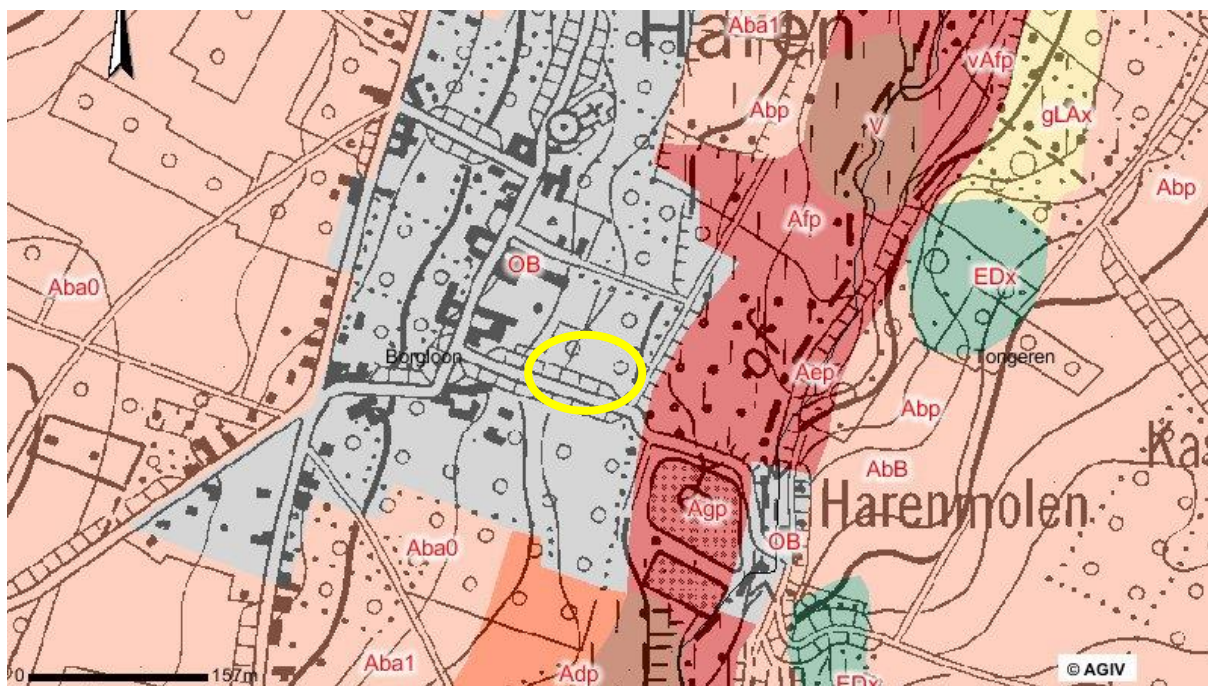 Haren
Aba1
vAfp
Abp
V
gLAx
Abp
Afp
OB
EDx
Aba0
Borgloon
Tongeren
Aep
Abp
AbB
Agp
Harenmolen
OB
Aba0
Aba1
Adp
EDx
157m
© AGIV